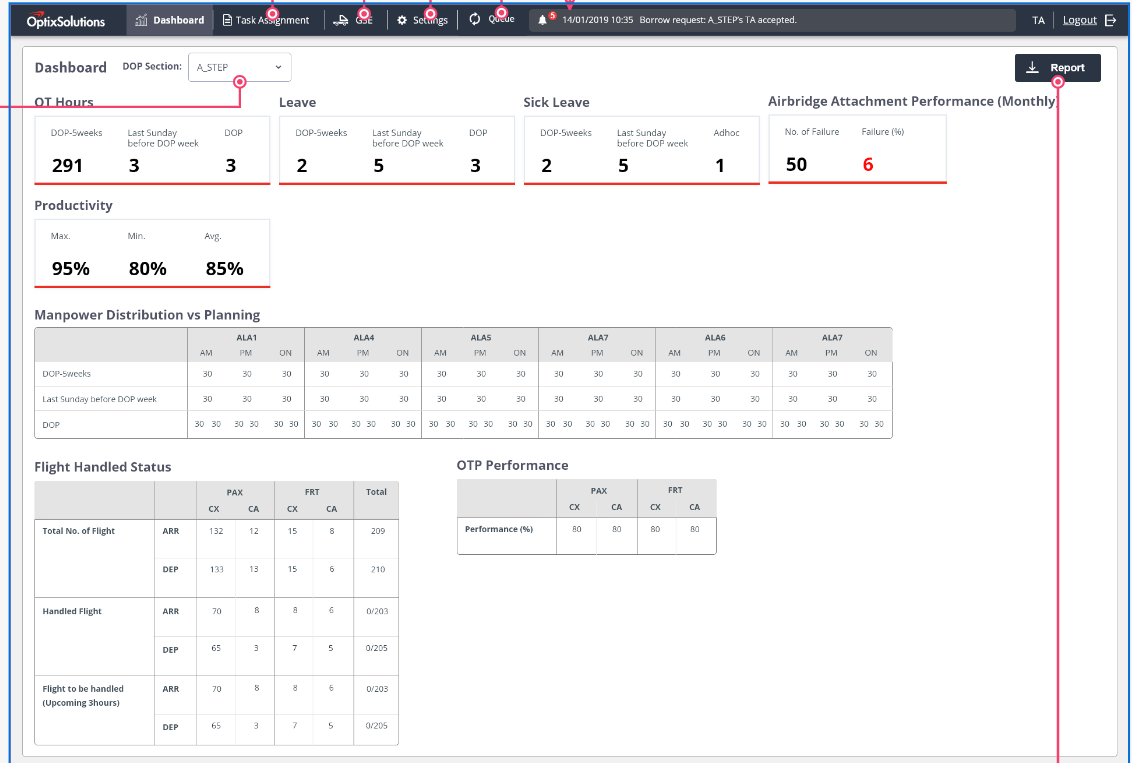 OptixSolutions Dashboard Task Assignment GSE Settings Queue 5 14/01/2019 10:35 Borrow request: A_STEP's TA accepted. TA Logout
Dashboard DOP Section: A_STEP Report
OT Hours Leave Sick Leave Airbridge Attachment Performance (Monthly)
DOP-5weeks Last Sunday DOP DOP-5weeks Last Sunday DOP DOP-5weeks Last Sunday Adhoc No. of Failure Failure (%)
before DOP week before DOP week before DOP week
291 3 3 2 5 3 2 5 1 50 6
Productivity
Max. Min. Avg.
95% 80% 85%
Manpower Distribution vs Planning
ALA1 ALA4 ALA5 ALA7 ALA6 ALA7
AM PM ON AM PM ON AM PM ON AM PM ON AM PM ON AM PM ON
DOP-5weeks 30 30 30 30 30 30 30 30 30 30 30 30 30 30 30 30 30 30
Last Sunday before DOP week 30 30 30 30 30 30 30 30 30 30 30 30 30 30 30 30 30 30
DOP 30 30 30 30 30 30 30 30 30 30 30 30 30 30 30 30 30 30 30 30 30 30 30 30 30 30 30 30 30 30 30 30 30 30 30 30
Flight Handled Status
PAX FRT Total
CX CA CX CA
Total No. of Flight ARR 132 12 15 8 209
DEP 133 13 15 6 210
Handled Flight ARR 70 8 8 6 0/203
DEP 65 3 7 5 0/205
Flight to be handled ARR 70 8 8 6 0/203
(Upcoming 3hours)
DEP 65 3 7 5 0/205
OTP Performance
PAX FRT
CX CA CX CA
Performance (%) 80 80 80 80